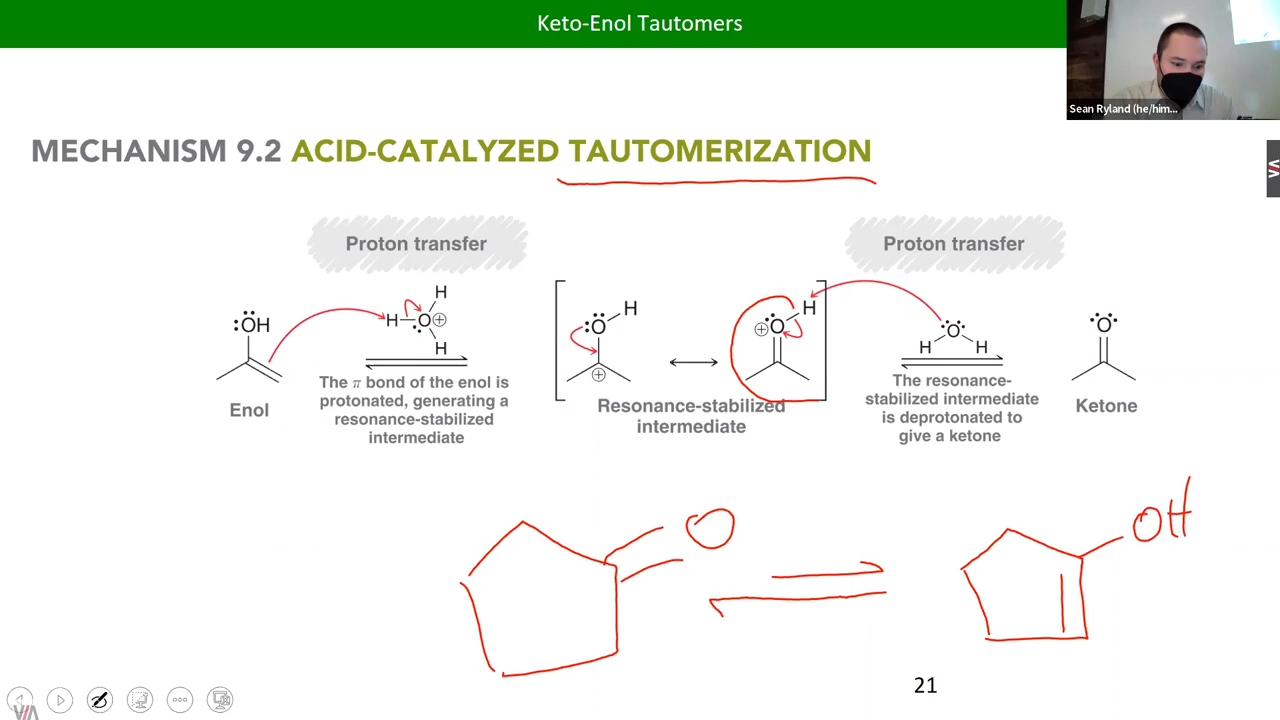 Keto-Enol Tautomers
Sean Ryland (he/him...
MECHANISM 9.2 ACID-CATALYZED TAUTOMERIZATION
Proton transfer
Proton transfer
OH
H
H
O
H
⊕
The π bond of the enol is
protonated, generating a
resonance-stabilized
intermediate
Enol
O
H
⊕
⊕
O
H
Resonance-stabilized
intermediate
O
H
H
The resonance-
stabilized intermediate
is deprotonated to
give a ketone
O
Ketone
O
OH
21